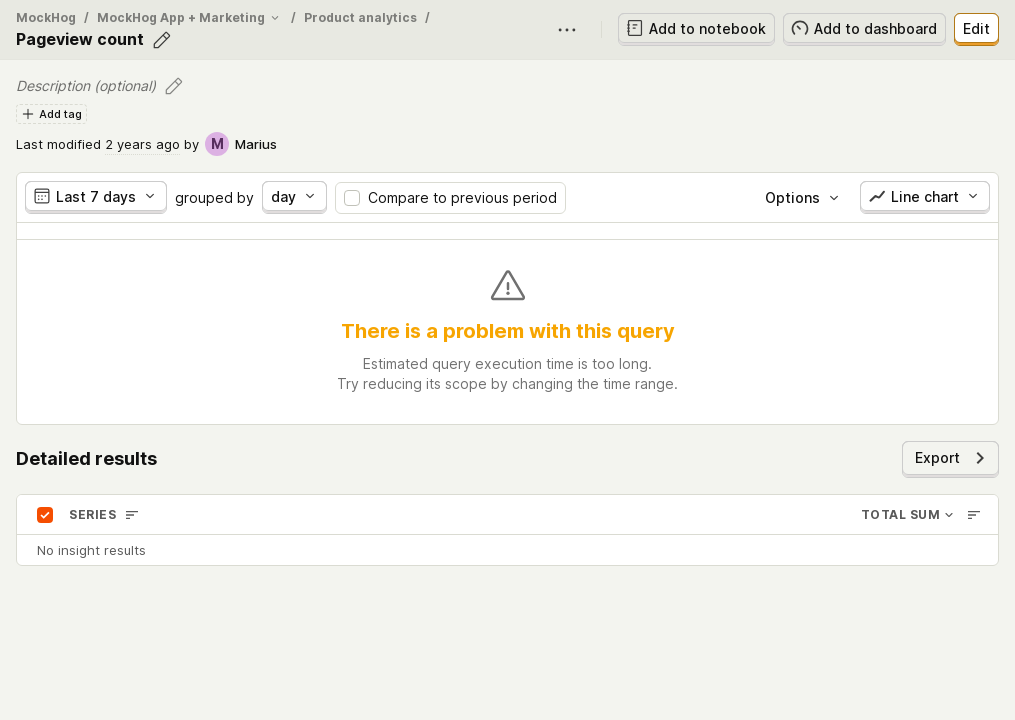 MockHog / MockHog App + Marketing / Product analytics /
Pageview count
Add to notebook
Add to dashboard
Edit
Description (optional)
Add tag
Last modified 2 years ago by M Marius
Last 7 days grouped by day Compare to previous period Options Line chart
There is a problem with this query
Estimated query execution time is too long.
Try reducing its scope by changing the time range.
Detailed results
Export
SERIES TOTAL SUM
No insight results